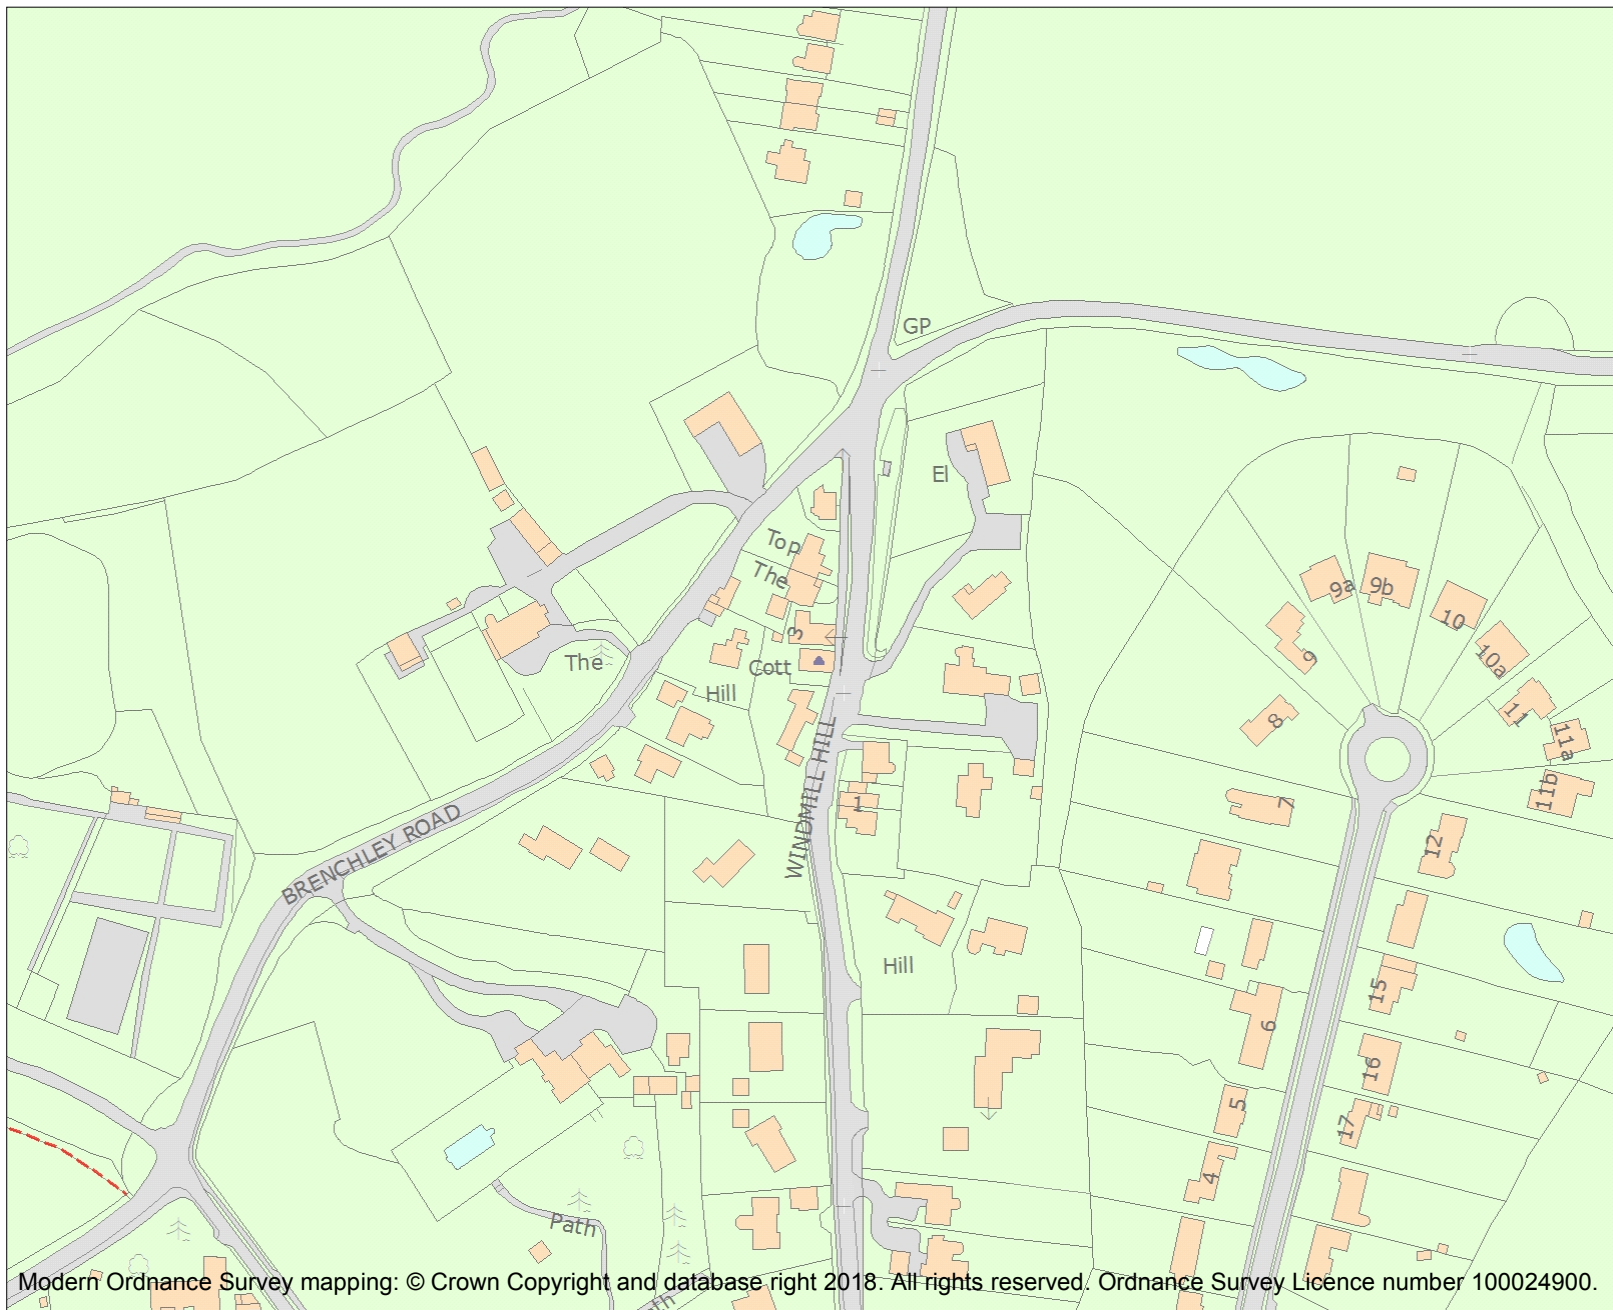 GP
El
Top
The
3
Cott
The
Hill
WINDMILL HILL
1
BRENCHLEY ROAD
Hill
Path
9a
9b
10
10a
9
8
11
11a
11b
7
12
15
6
16
5
17
4
Modern Ordnance Survey mapping: © Crown Copyright and database right 2018. All rights reserved. Ordnance Survey Licence number 100024900.